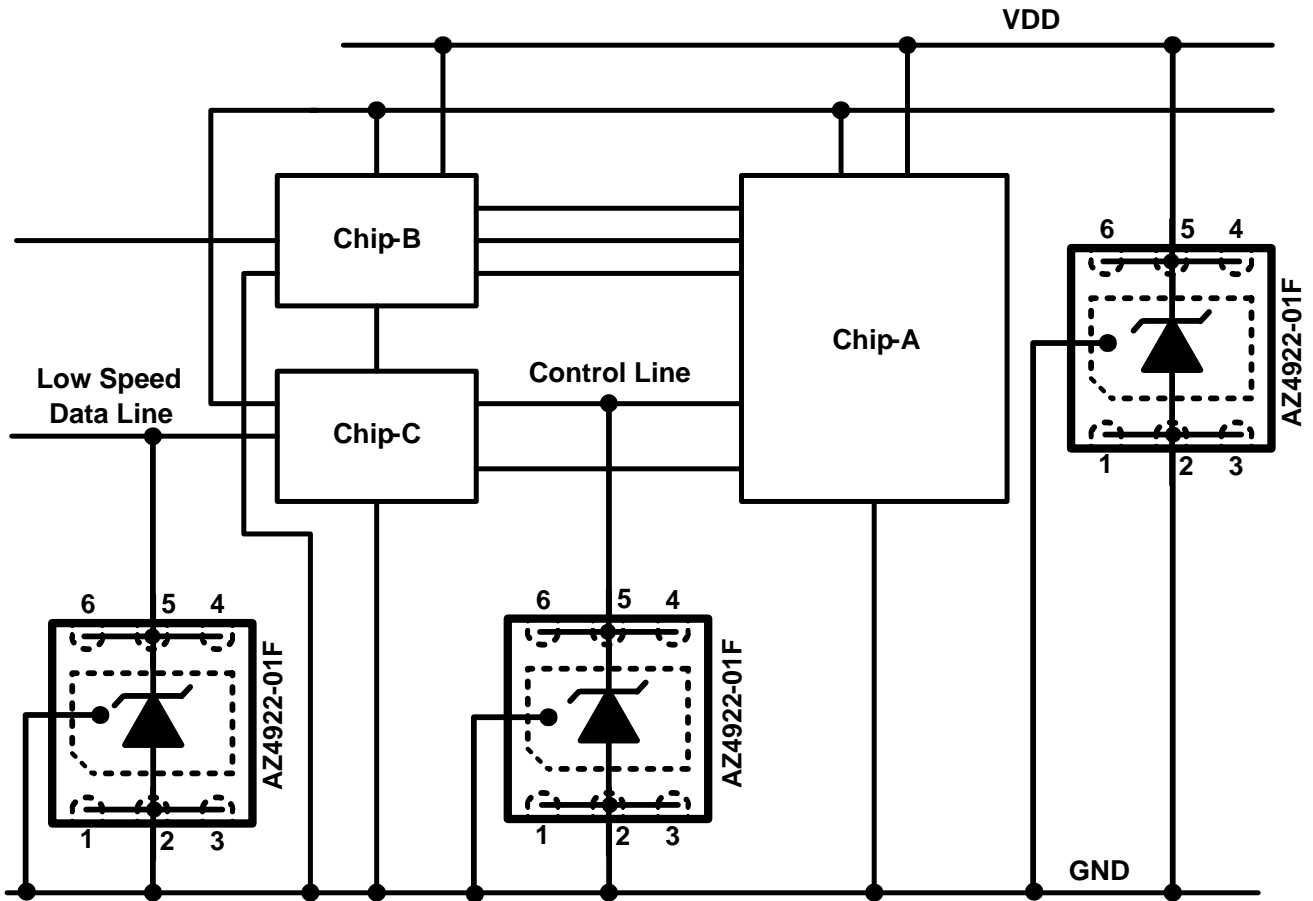 VDD
Chip-B
6 5 4
Chip-A
AZ4922-01F
Low Speed
Data Line
Control Line
Chip-C
1 2 3
6 5 4
6 5 4
AZ4922-01F
AZ4922-01F
1 2 3
1 2 3
GND